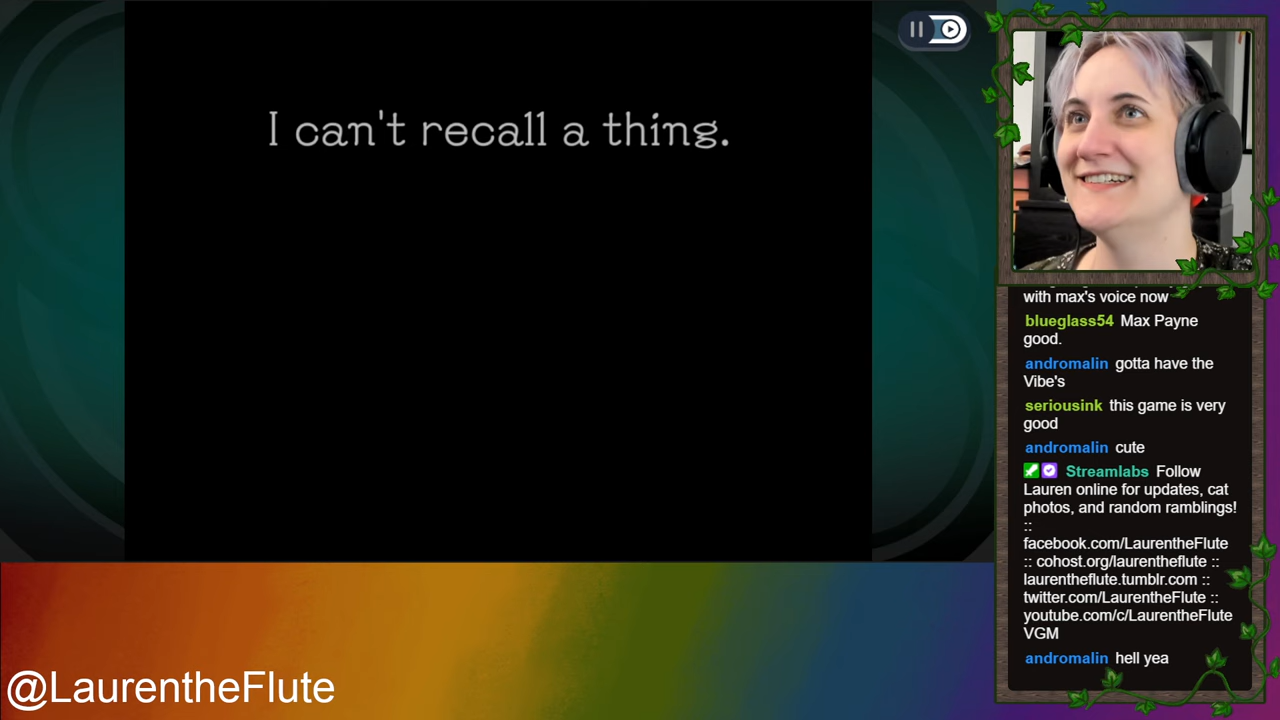 I can't recall a thing.
with max's voice now
blueglass54 Max Payne
good.
andromalin gotta have the
Vibe's
seriousink this game is very
good
andromalin cute
Streamlabs Follow
Lauren online for updates, cat
photos, and random ramblings!
::
facebook.com/LaurentheFlute
:: cohost.org/laurentheflute ::
laurentheflute.tumblr.com ::
twitter.com/LaurentheFlute ::
youtube.com/c/LaurentheFlute
VGM
andromalin hell yea
@LaurentheFlute